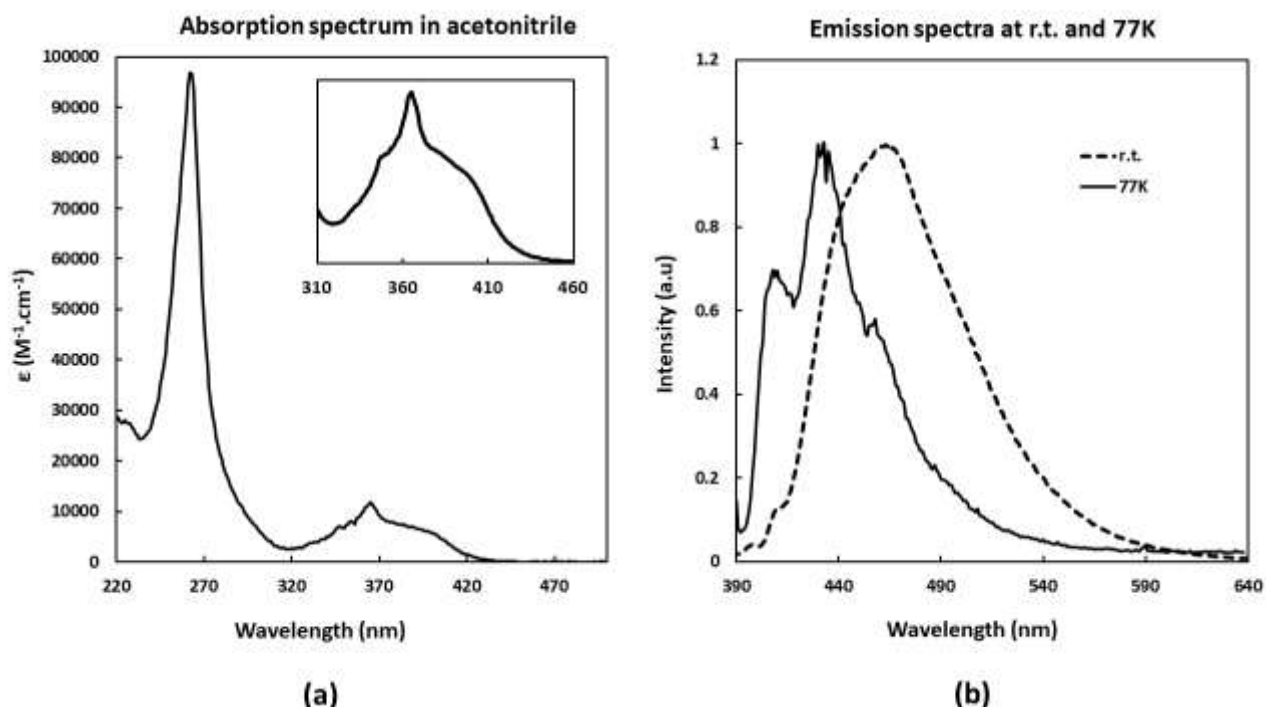 Absorption spectrum in acetonitrile
100000
90000
80000
70000
60000
50000
40000
30000
20000
10000
0
ε (M⁻¹.cm⁻¹)
310 360 410 460
220 270 320 370 420 470
Wavelength (nm)
(a)
Emission spectra at r.t. and 77K
1.2
1
0.8
0.6
0.4
0.2
0
Intensity (a.u)
r.t.
77K
390 440 490 540 590 640
Wavelength (nm)
(b)